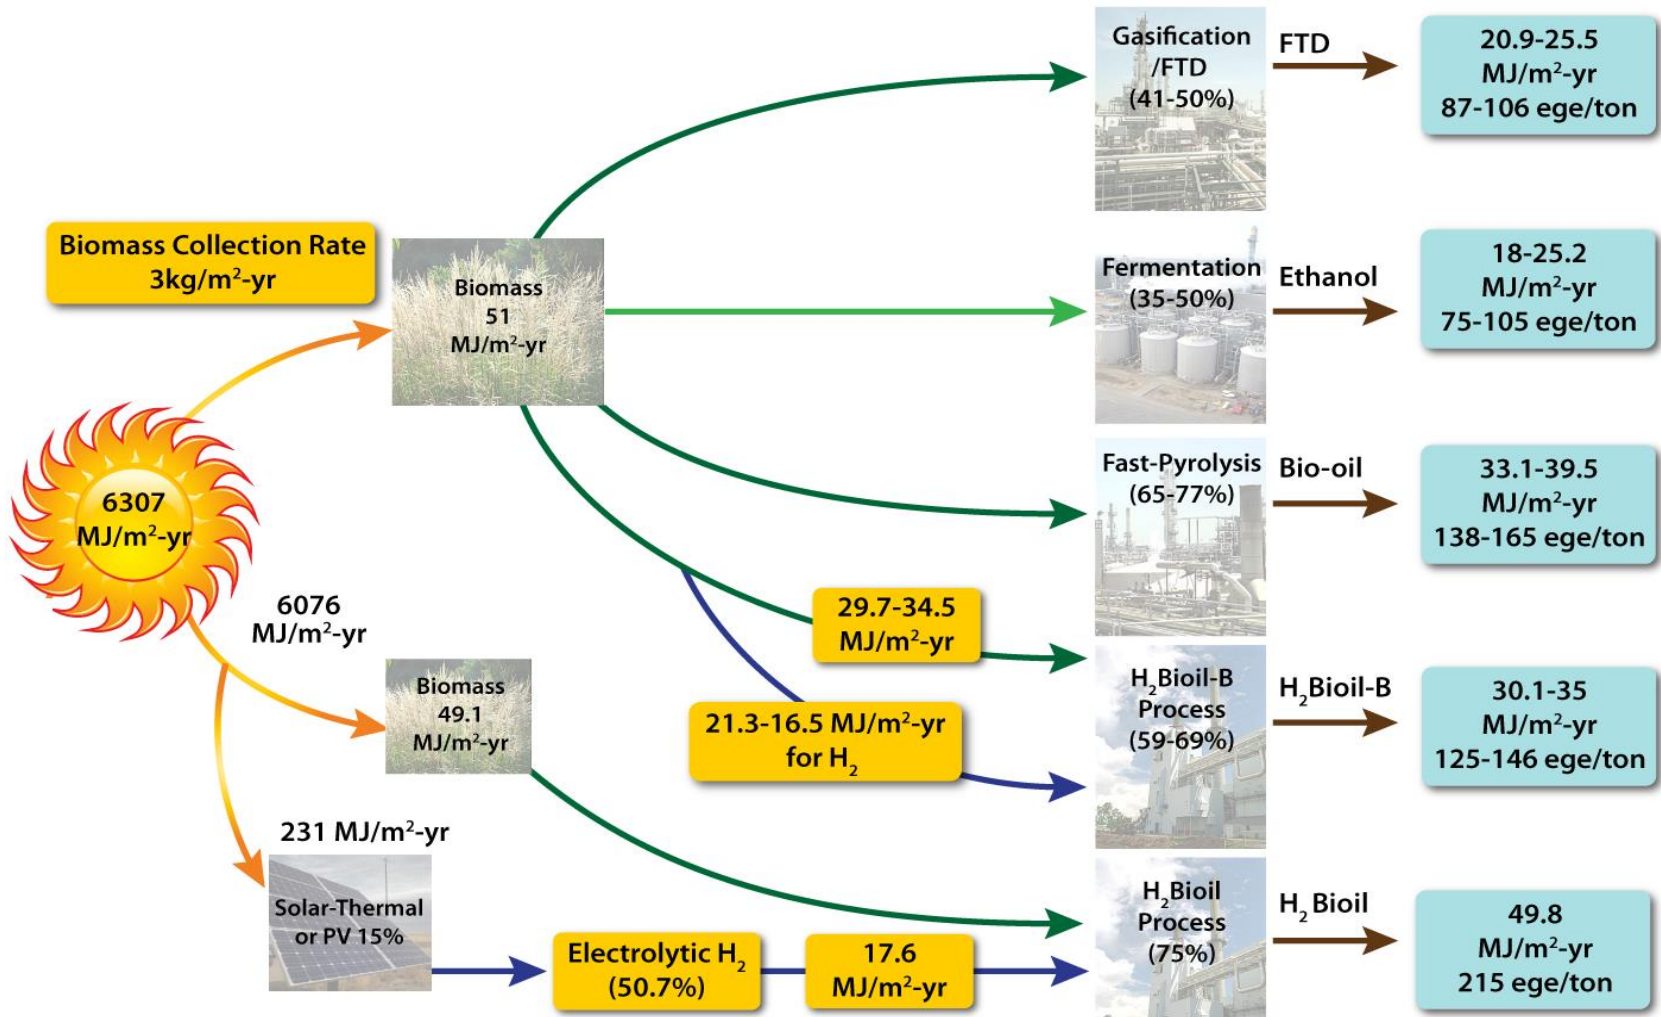 Gasification
/FTD
(41-50%)
FTD
20.9-25.5
MJ/m²-yr
87-106 ege/ton
Biomass Collection Rate
3kg/m²-yr
Biomass
51
MJ/m²-yr
Fermentation
(35-50%)
Ethanol
18-25.2
MJ/m²-yr
75-105 ege/ton
6307
MJ/m²-yr
Fast-Pyrolysis
(65-77%)
Bio-oil
33.1-39.5
MJ/m²-yr
138-165 ege/ton
6076
MJ/m²-yr
29.7-34.5
MJ/m²-yr
Biomass
49.1
MJ/m²-yr
21.3-16.5 MJ/m²-yr
for H₂
H₂Bioil-B
Process
(59-69%)
H₂Bioil-B
30.1-35
MJ/m²-yr
125-146 ege/ton
231 MJ/m²-yr
Solar-Thermal
or PV 15%
Electrolytic H₂
(50.7%)
17.6
MJ/m²-yr
H₂Bioil
Process
(75%)
H₂ Bioil
49.8
MJ/m²-yr
215 ege/ton